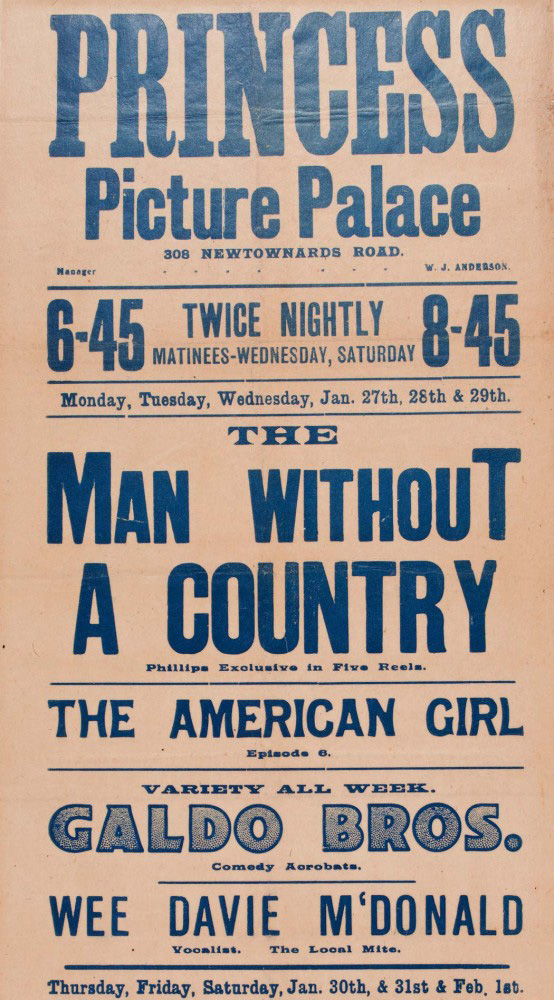 PRINCESS
Picture Palace
308 NEWTOWNARDS ROAD.
Manager - - - - - - - W. J. ANDERSON.
6-45 TWICE NIGHTLY 8-45
MATINEES-WEDNESDAY, SATURDAY
Monday, Tuesday, Wednesday, Jan. 27th, 28th & 29th.
THE
MAN WITHOUT
A COUNTRY
Phillips Exclusive in Five Reels.
THE AMERICAN GIRL
Episode 6.
VARIETY ALL WEEK.
GALDO BROS.
Comedy Acrobats.
WEE DAVIE M‘DONALD
Vocalist. The Local Mite.
Thursday, Friday, Saturday, Jan. 30th, & 31st & Feb. 1st.